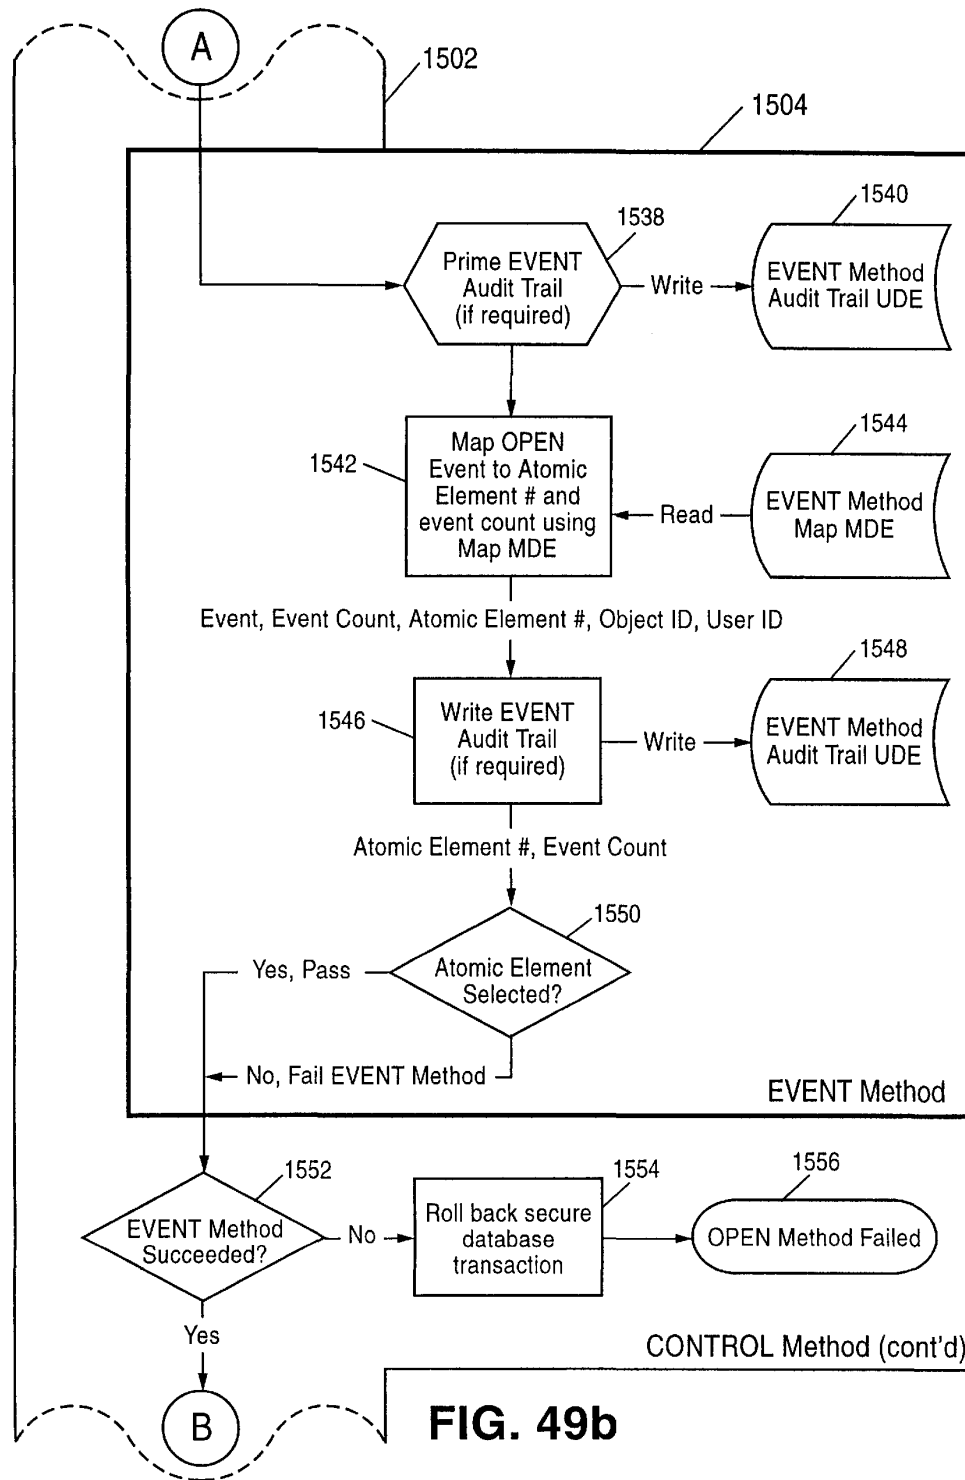 A
1502
1504
1538
1540
Prime EVENT
Audit Trail
(if required)
Write
EVENT Method
Audit Trail UDE
1542
Map OPEN
Event to Atomic
Element # and
event count using
Map MDE
Read
1544
EVENT Method
Map MDE
Event, Event Count, Atomic Element #, Object ID, User ID
1546
Write EVENT
Audit Trail
(if required)
Write
1548
EVENT Method
Audit Trail UDE
Atomic Element #, Event Count
1550
Yes, Pass
Atomic Element
Selected?
No, Fail EVENT Method
EVENT Method
1552
EVENT Method
Succeeded?
No
1554
Roll back secure
database
transaction
1556
OPEN Method Failed
Yes
CONTROL Method (cont'd)
B
FIG. 49b